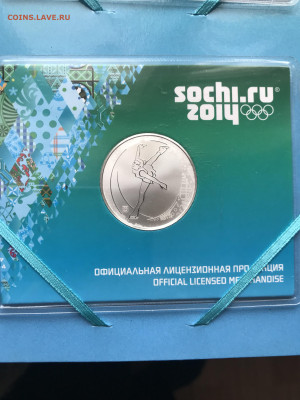 COINS.LAVE.RU
sochi.ru
2014
ОФИЦИАЛЬНАЯ ЛИЦЕНЗИОННАЯ ПРОДУКЦИЯ
OFFICIAL LICENSED MERCHANDISE